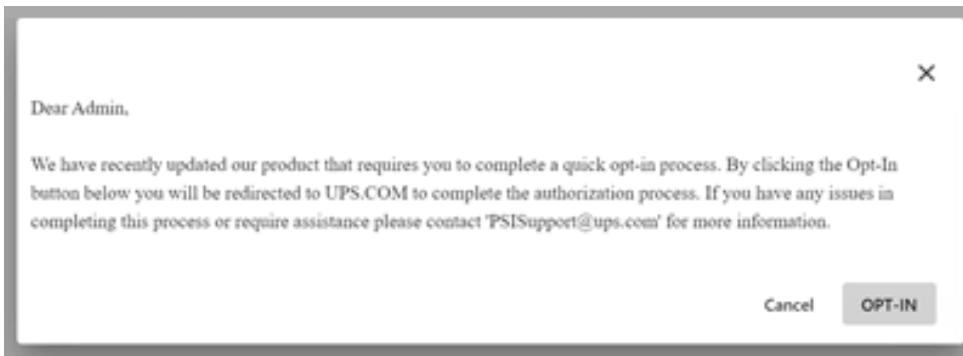 Dear Admin,
We have recently updated our product that requires you to complete a quick opt-in process. By clicking the Opt-In
button below you will be redirected to UPS.COM to complete the authorization process. If you have any issues in
completing this process or require assistance please contact 'PSISupport@ups.com' for more information.
Cancel OPT-IN